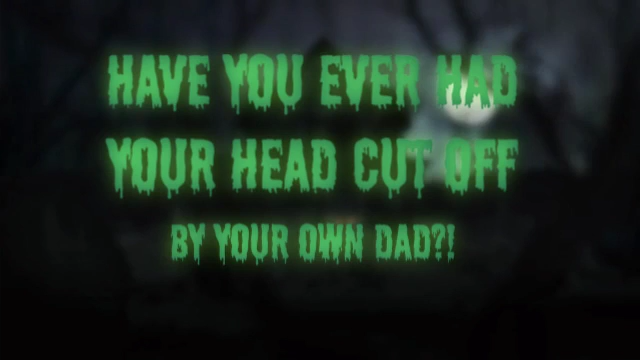 HAVE YOU EVER HAD
YOUR HEAD CUT OFF
BY YOUR OWN DAD?!